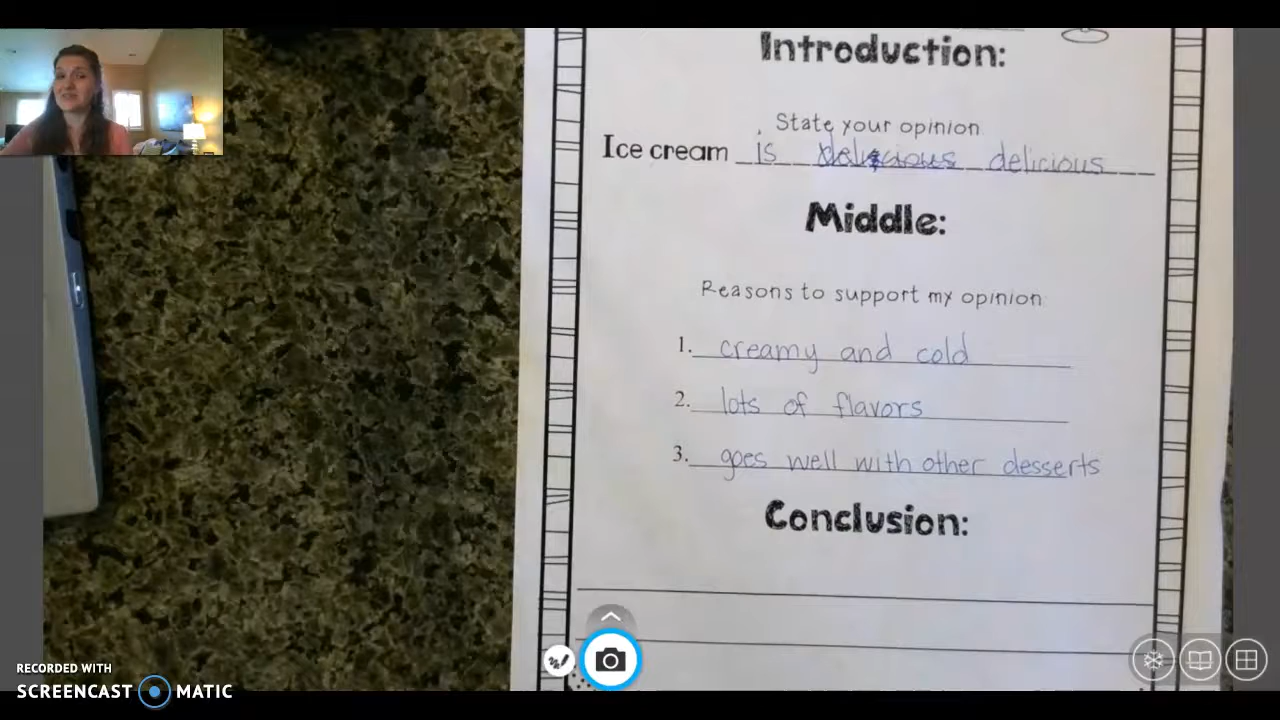 Introduction:
State your opinion
Ice cream is delicious delicious
Middle:
Reasons to support my opinion
1. creamy and cold
2. lots of flavors
3. goes well with other desserts
Conclusion:
RECORDED WITH
SCREENCAST MATIC